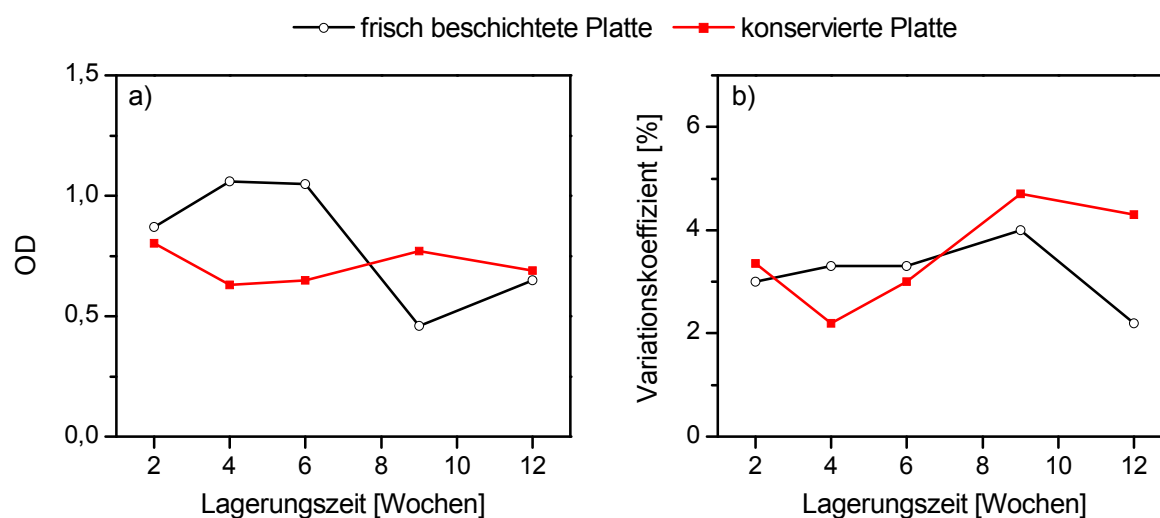 frisch beschichtete Platte konservierte Platte
a)
1,5
1,0
0,5
0,0
OD
2 4 6 8 10 12
Lagerungszeit [Wochen]
b)
6
4
2
0
Variationskoeffizient [%]
2 4 6 8 10 12
Lagerungszeit [Wochen]